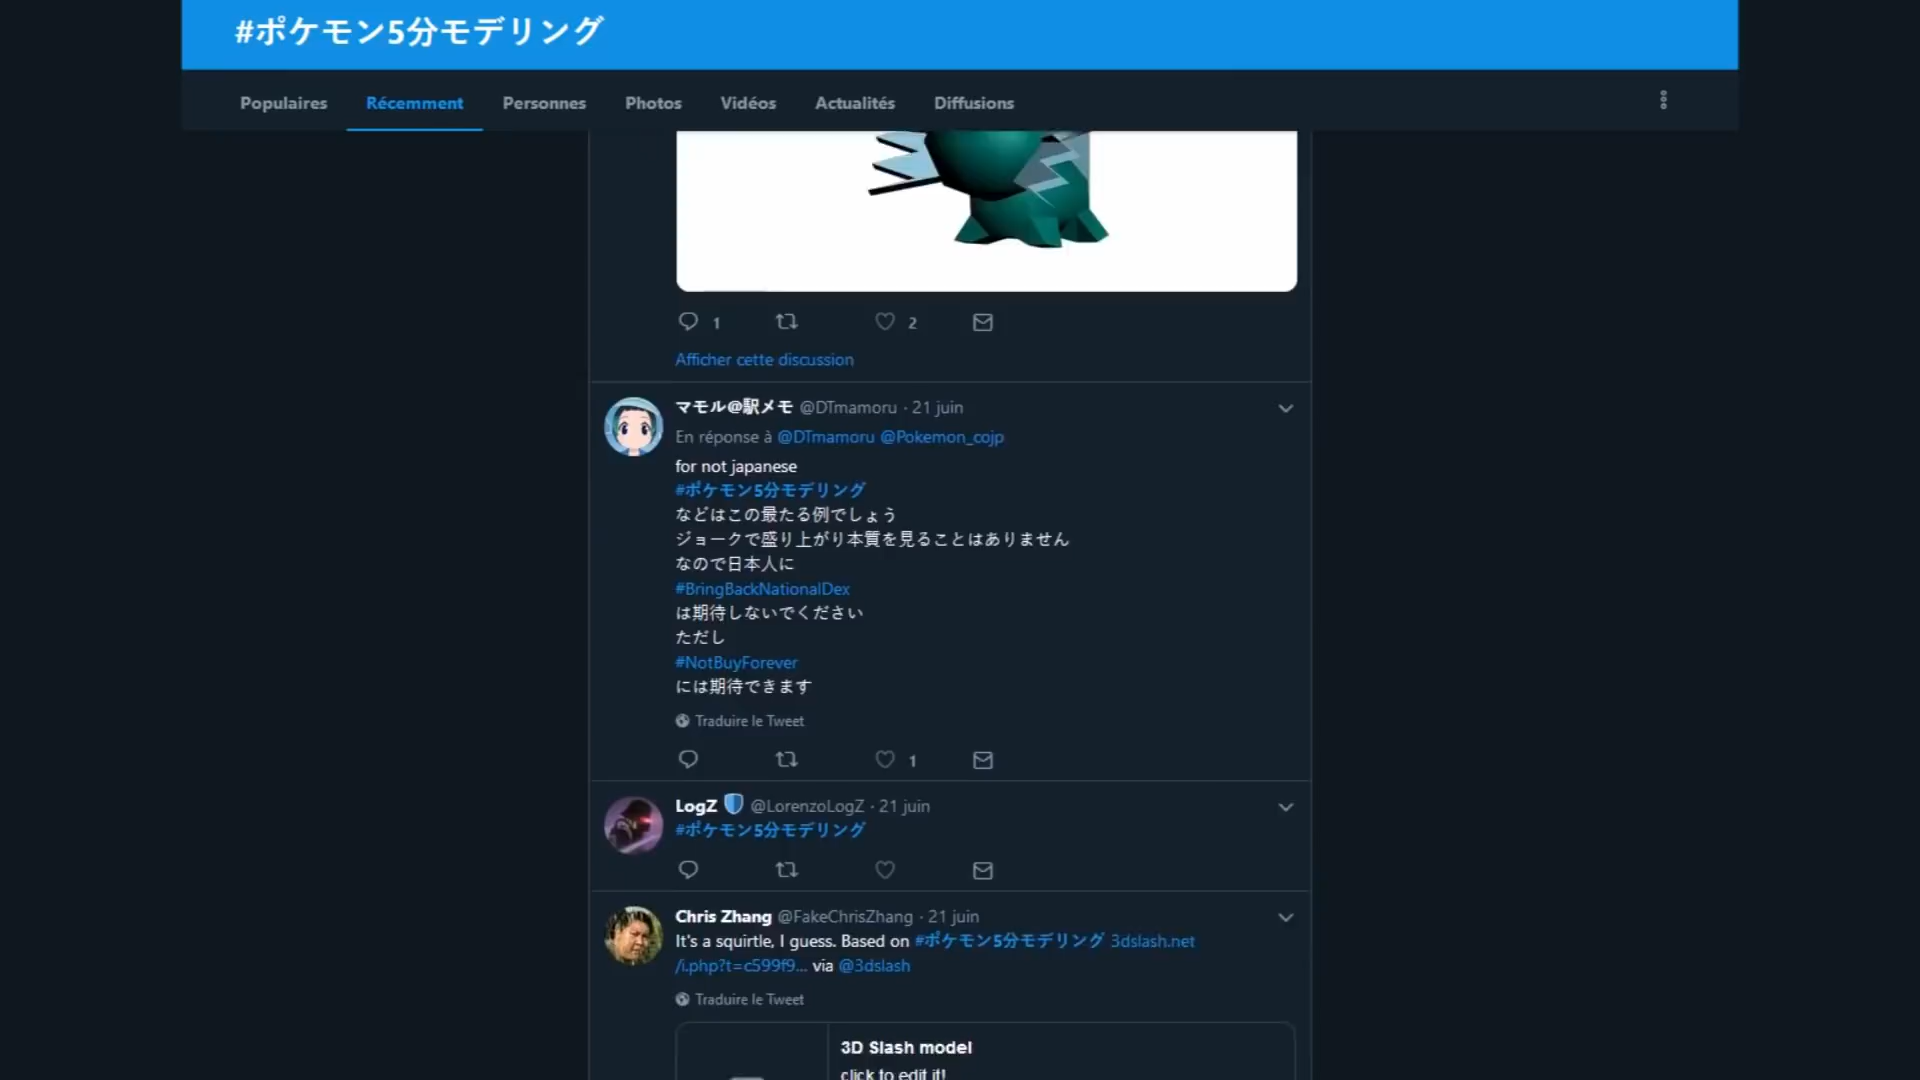 #ポケモン5分モデリング
Populaires Récemment Personnes Photos Vidéos Actualités Diffusions
1 2
Afficher cette discussion
マモル@駅メモ @DTmamoru · 21 juin
En réponse à @DTmamoru @Pokemon_cojp
for not japanese
#ポケモン5分モデリング
などはこの最たる例でしょう
ジョークで盛り上がり本質を見ることはありません
なので日本人に
#BringBackNationalDex
は期待しないでください
ただし
#NotBuyForever
には期待できます
Traduire le Tweet
1
LogZ @LorenzoLogZ · 21 juin
#ポケモン5分モデリング
Chris Zhang @FakeChrisZhang · 21 juin
It's a squirtle, I guess. Based on #ポケモン5分モデリング 3dslash.net
/i.php?t=c599f9... via @3dslash
Traduire le Tweet
3D Slash model
click to edit it!